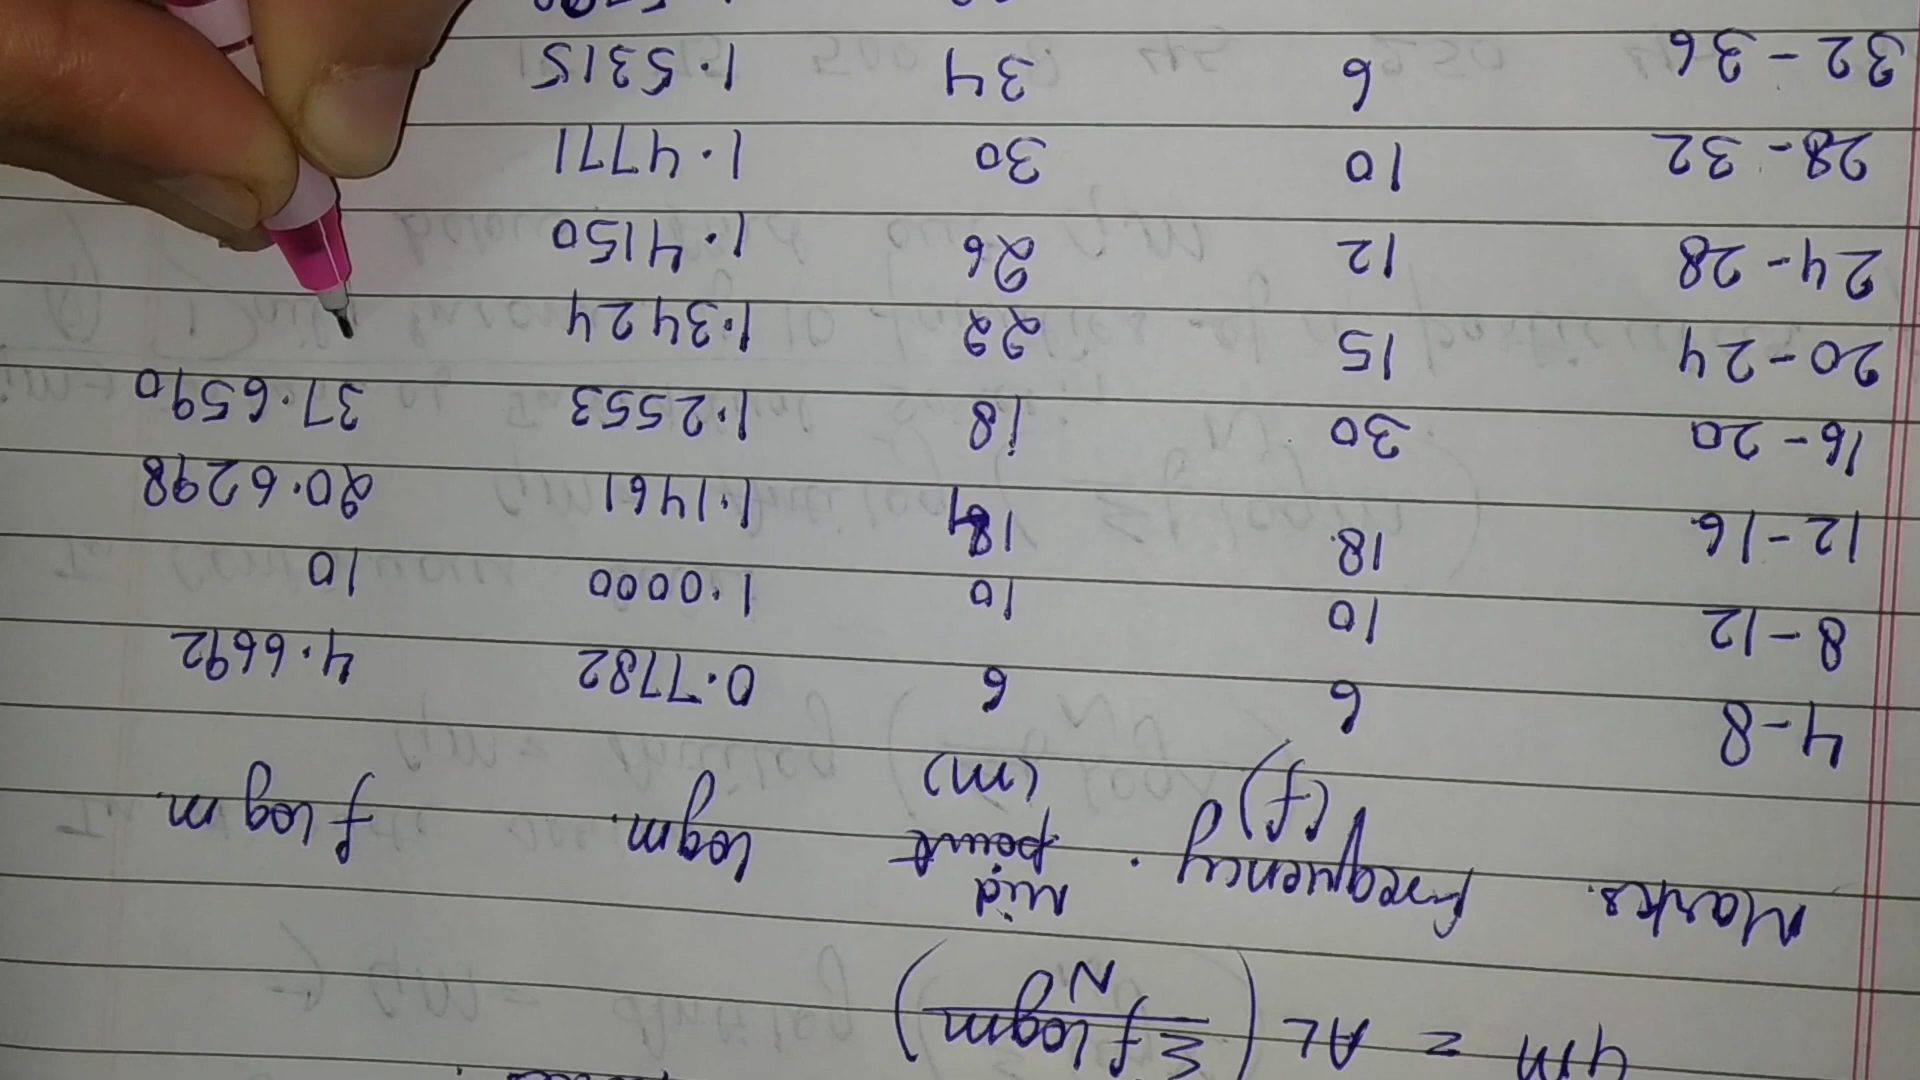 GM = AL (Σ f logm / N)
Marks. Frequency. (f) Mid point (m) logm. f logm.
4-8 6 6 0.7782 4.6692
8-12 10 10 1.0000 10
12-16 18 14 1.1461 20.6298
16-20 30 18 1.2553 37.6590
20-24 15 22 1.3424
24-28 12 26 1.4150
28-32 10 30 1.4771
32-36 6 34 1.5315